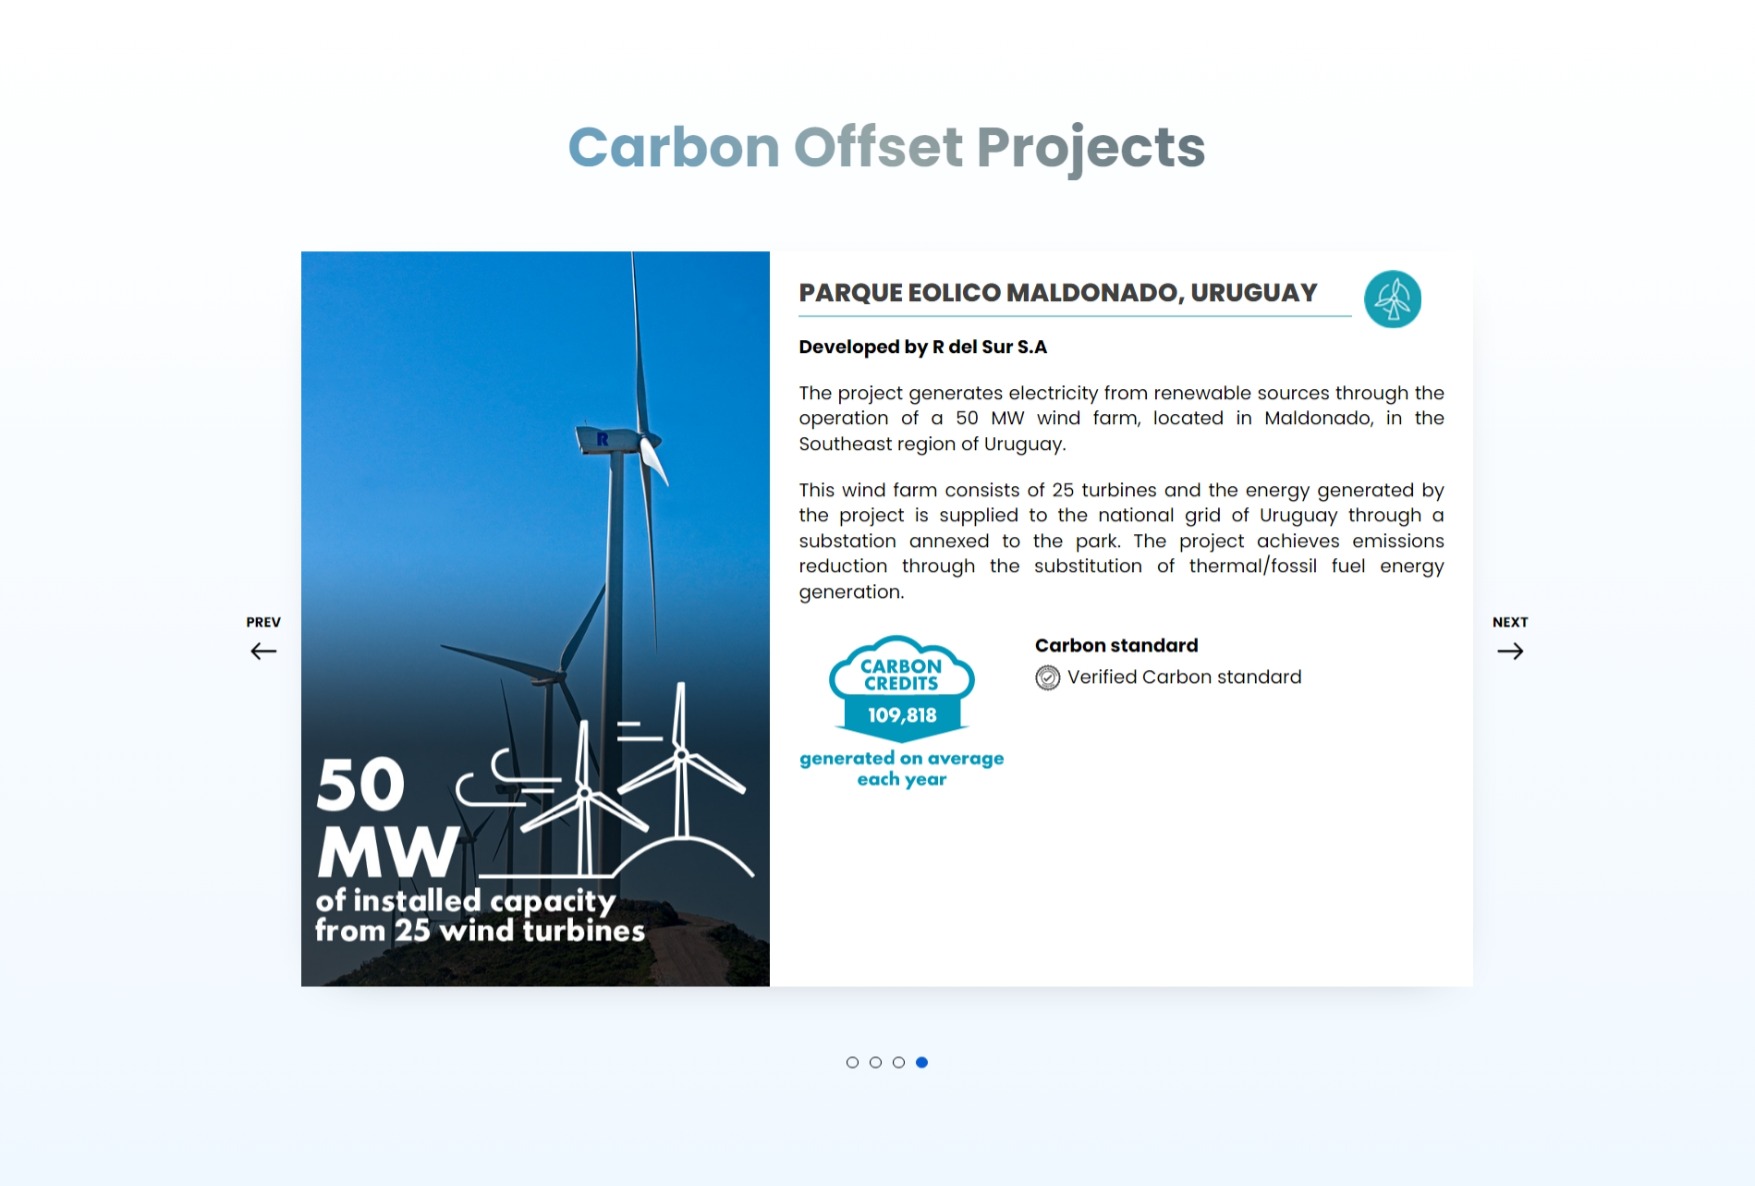 Carbon Offset Projects
R
50
MW
of installed capacity
from 25 wind turbines
PARQUE EOLICO MALDONADO, URUGUAY
Developed by R del Sur S.A
The project generates electricity from renewable sources through the
operation of a 50 MW wind farm, located in Maldonado, in the
Southeast region of Uruguay.
This wind farm consists of 25 turbines and the energy generated by
the project is supplied to the national grid of Uruguay through a
substation annexed to the park. The project achieves emissions
reduction through the substitution of thermal/fossil fuel energy
generation.
CARBON
CREDITS
109,818
generated on average
each year
Carbon standard
Verified Carbon standard
PREV
NEXT